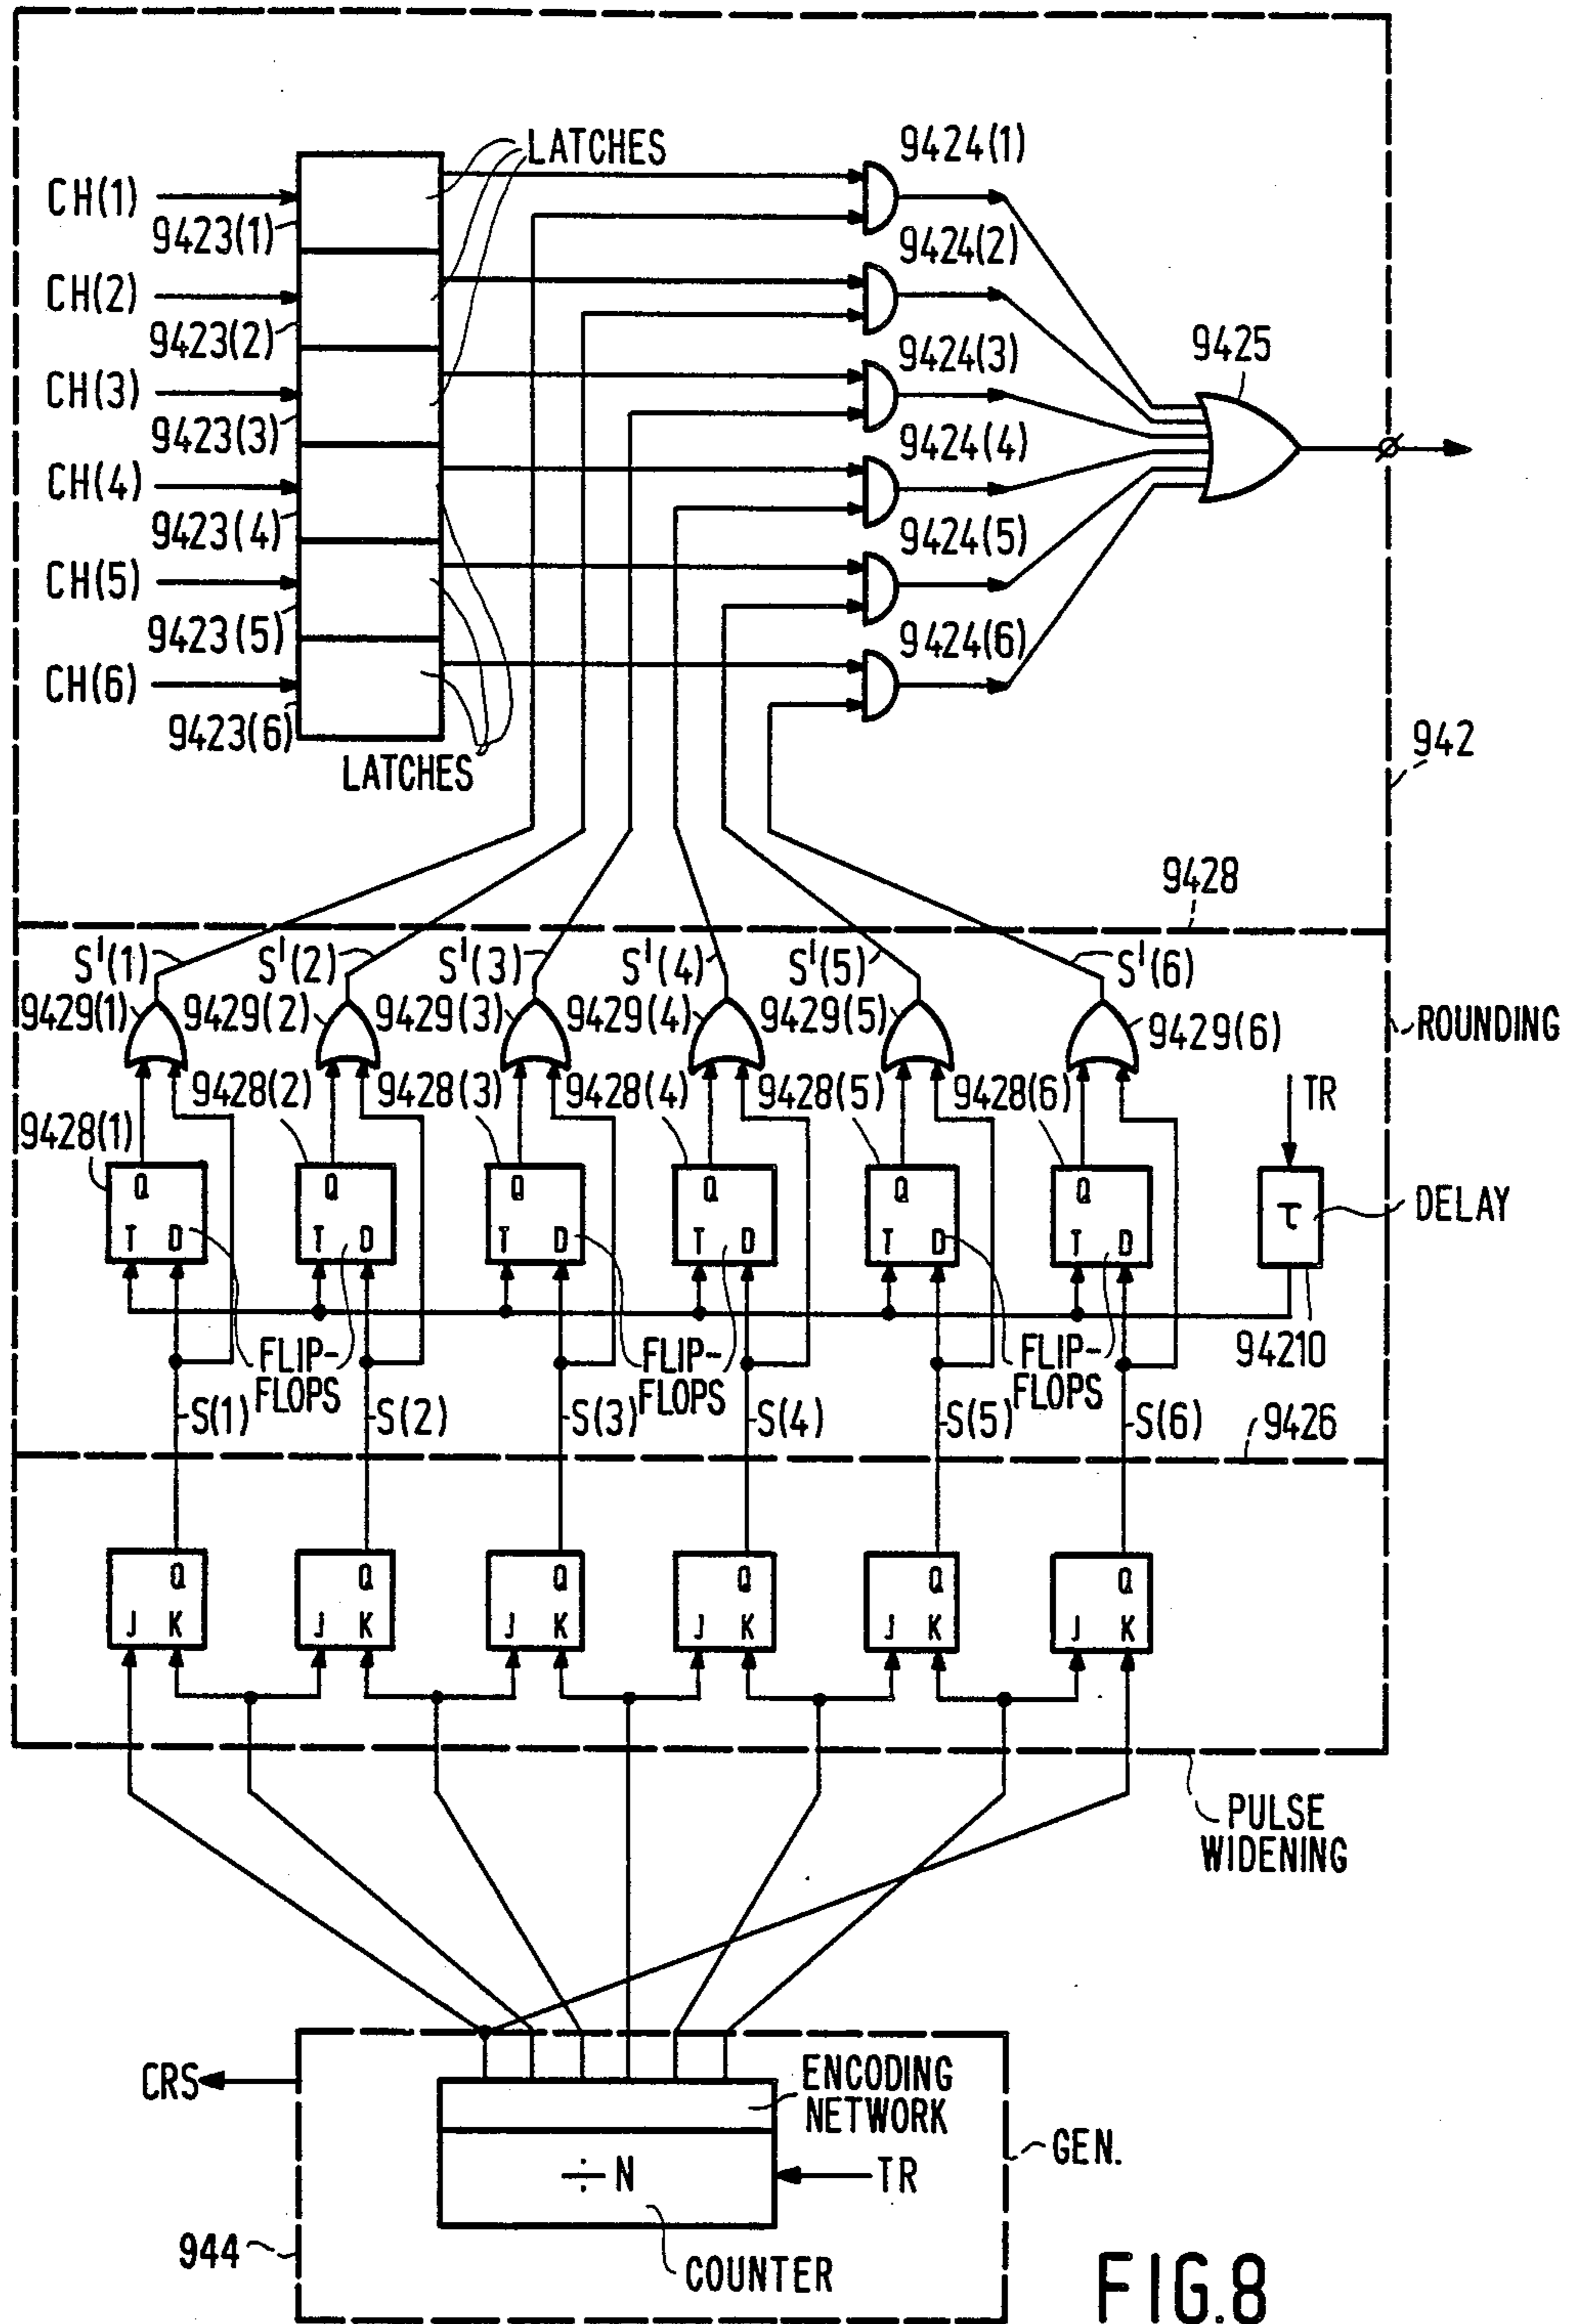 LATCHES
9424(1)
CH(1)
9423(1)
9424(2)
CH(2)
9423(2)
9424(3)
9425
CH(3)
9423(3)
9424(4)
CH(4)
9423(4)
9424(5)
CH(5)
9423(5)
9424(6)
CH(6)
9423(6)
942
LATCHES
9428
S'(1) S'(2) S'(3) S'(4) S'(5) S'(6)
9429(1) 9429(2) 9429(3) 9429(4) 9429(5) 9429(6)
ROUNDING
9428(1) 9428(2) 9428(3) 9428(4) 9428(5) 9428(6)
TR
Q Q Q Q Q Q
T D T D T D T D T D T D
τ
DELAY
94210
FLIP-FLOPS
FLIP-FLOPS
FLIP-FLOPS
S(1) S(2) S(3) S(4) S(5) S(6)
9426
Q Q Q Q Q Q
J K J K J K J K J K J K
PULSE
WIDENING
CRS
ENCODING
NETWORK
GEN.
÷N
TR
944
COUNTER
FIG.8